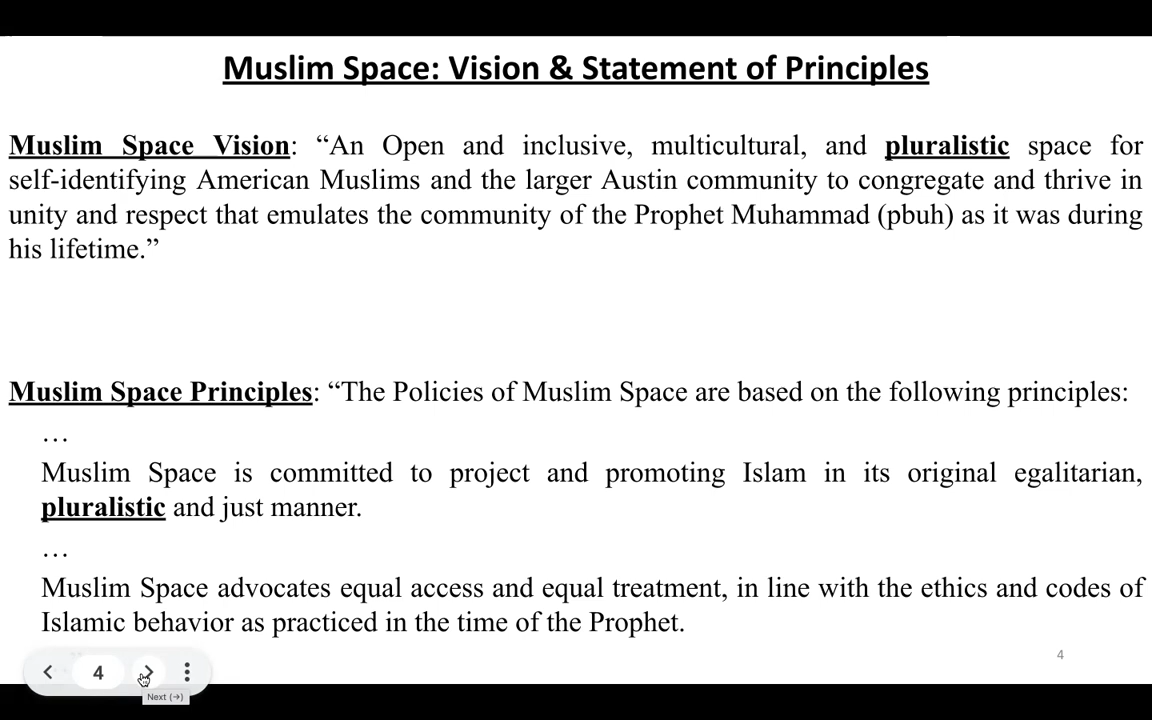 Muslim Space: Vision & Statement of Principles
Muslim Space Vision: “An Open and inclusive, multicultural, and pluralistic space for
self-identifying American Muslims and the larger Austin community to congregate and thrive in
unity and respect that emulates the community of the Prophet Muhammad (pbuh) as it was during
his lifetime.”
Muslim Space Principles: “The Policies of Muslim Space are based on the following principles:
…
Muslim Space is committed to project and promoting Islam in its original egalitarian,
pluralistic and just manner.
…
Muslim Space advocates equal access and equal treatment, in line with the ethics and codes of
Islamic behavior as practiced in the time of the Prophet.
4
4
Next (→)